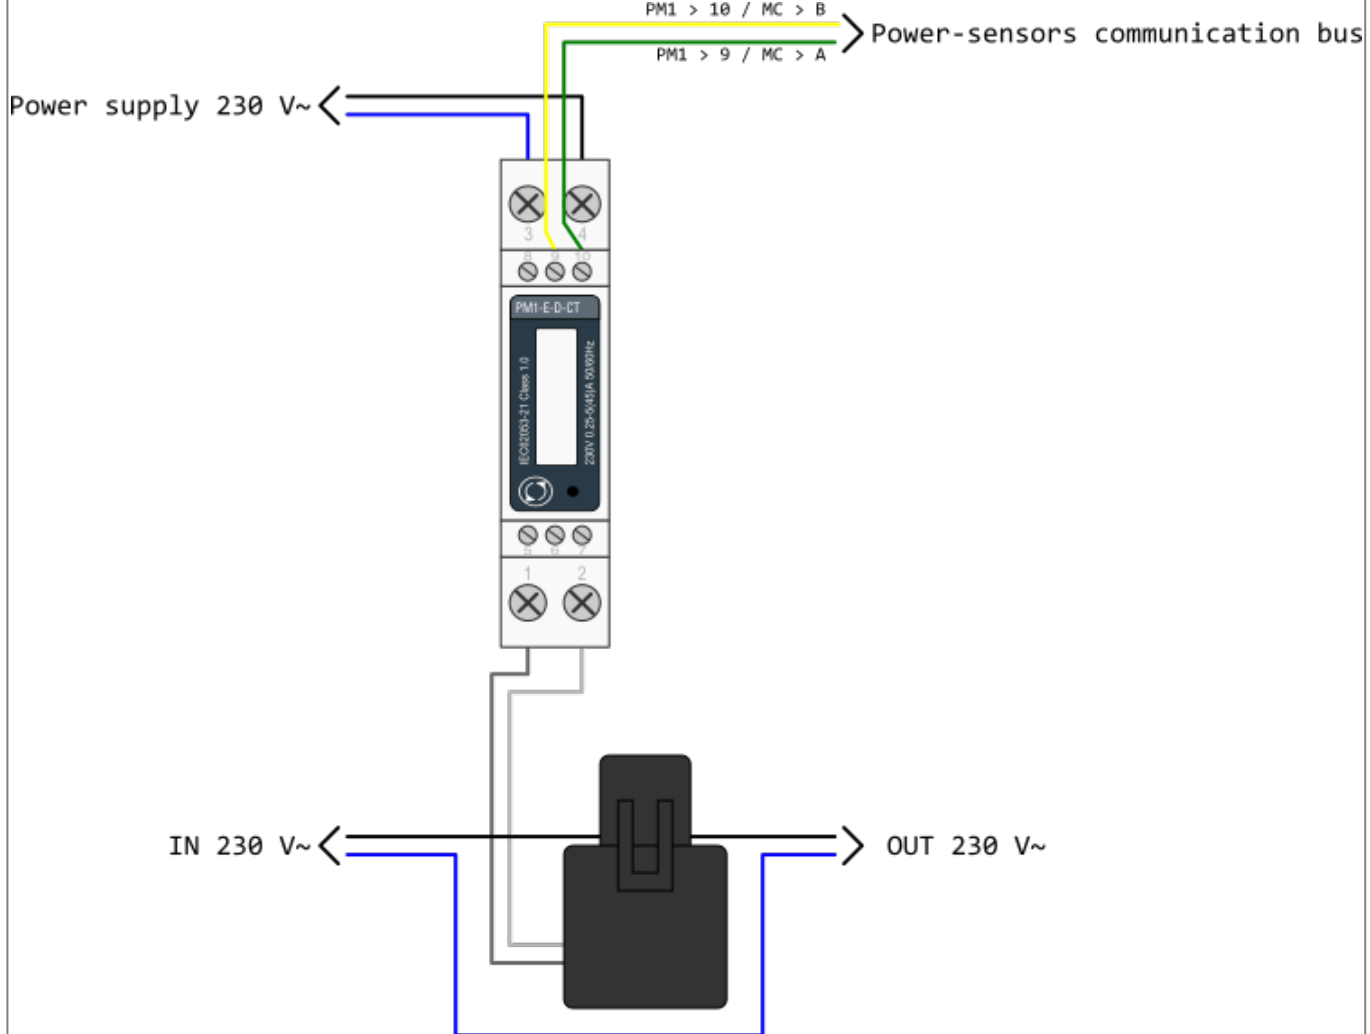 PM1 > 10 / MC > B
Power-sensors communication bus
PM1 > 9 / MC > A
Power supply 230 V~
3 4
8 9 10
PM1-E-D-CT
IEC62053-21 Class 1.0
230V 0.25-5(45)A 50/60Hz
5 6 7
1 2
IN 230 V~
OUT 230 V~